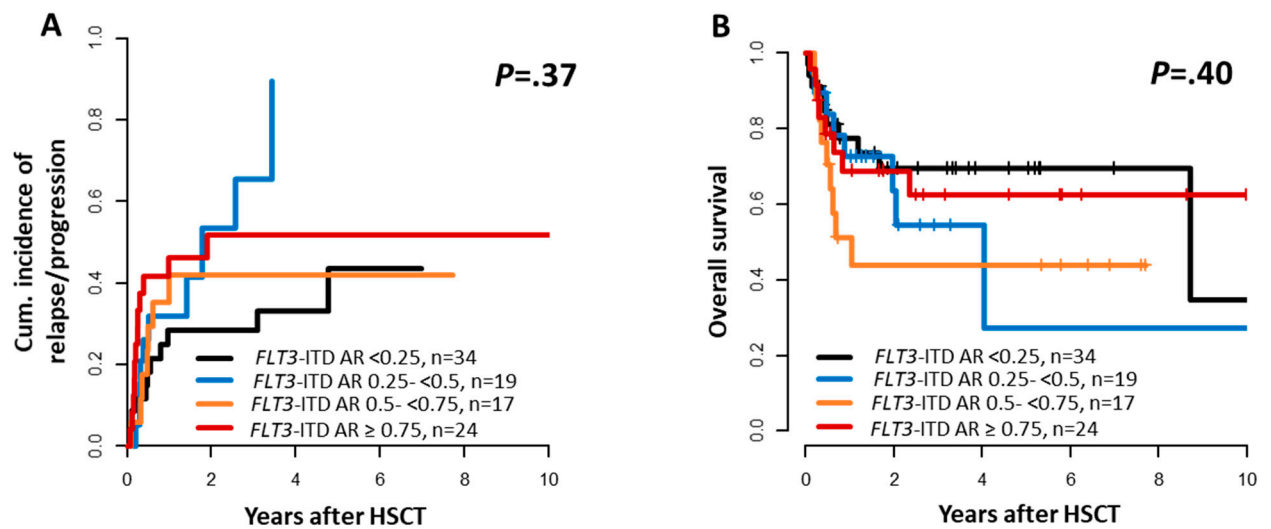 A
P=.37
Cum. incidence of
relapse/progression
1.0
0.8
0.6
0.4
0.2
0.0
FLT3-ITD AR <0.25, n=34
FLT3-ITD AR 0.25- <0.5, n=19
FLT3-ITD AR 0.5- <0.75, n=17
FLT3-ITD AR ≥ 0.75, n=24
0 2 4 6 8 10
Years after HSCT
B
P=.40
Overall survival
1.0
0.8
0.6
0.4
0.2
0.0
FLT3-ITD AR <0.25, n=34
FLT3-ITD AR 0.25- <0.5, n=19
FLT3-ITD AR 0.5- <0.75, n=17
FLT3-ITD AR ≥ 0.75, n=24
0 2 4 6 8 10
Years after HSCT